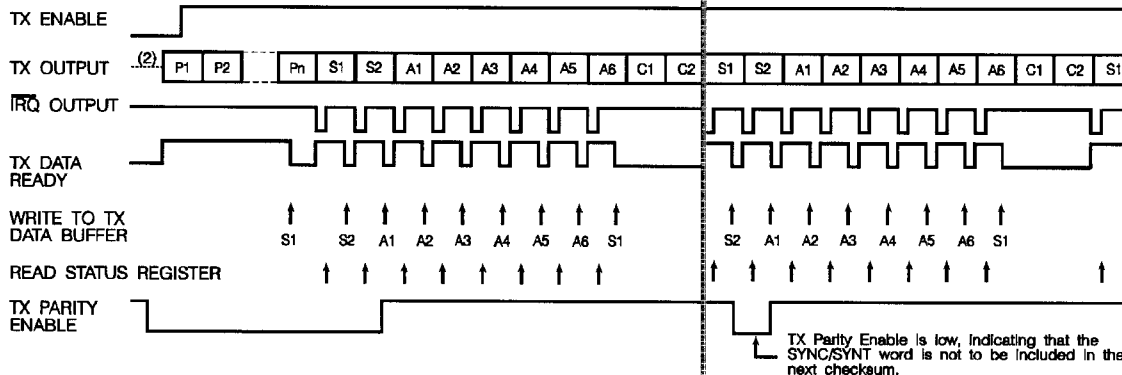 TX ENABLE
(2)
TX OUTPUT P1 P2 Pn S1 S2 A1 A2 A3 A4 A5 A6 C1 C2 S1 S2 A1 A2 A3 A4 A5 A6 C1 C2 S1
IRQ OUTPUT
TX DATA
READY
WRITE TO TX
DATA BUFFER
S1 S2 A1 A2 A3 A4 A5 A6 S1 S2 A1 A2 A3 A4 A5 A6 S1
READ STATUS REGISTER
TX PARITY
ENABLE
TX Parity Enable is low, indicating that the
SYNC/SYNT word is not to be included in the
next checksum.